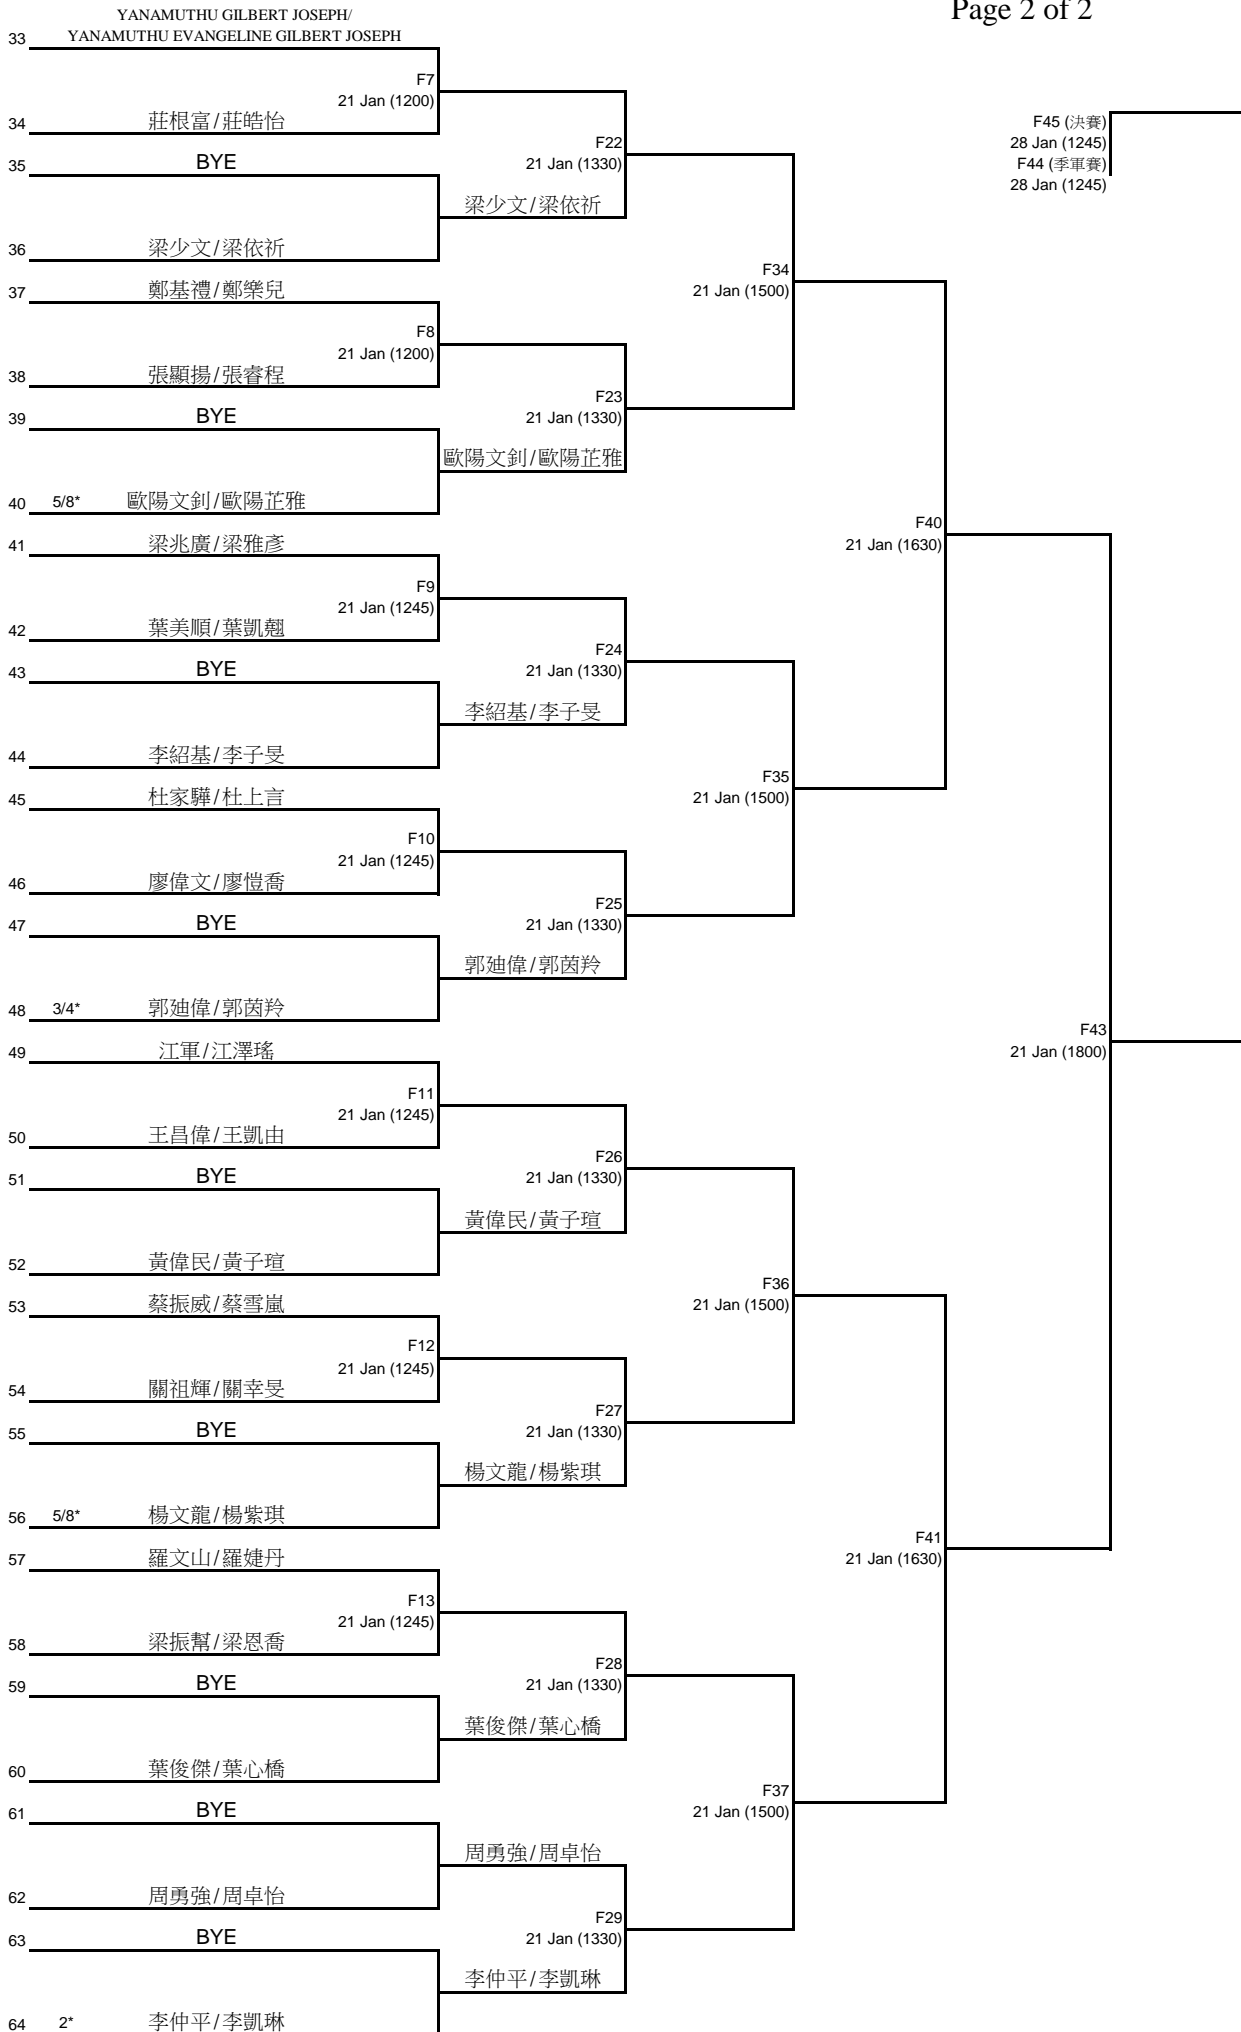 Page 2 of 2
YANAMUTHU GILBERT JOSEPH/
33 YANAMUTHU EVANGELINE GILBERT JOSEPH
F7
21 Jan (1200)
34 莊根富/莊皓怡
F45 (決賽)
28 Jan (1245)
F44 (季軍賽)
28 Jan (1245)
F22
21 Jan (1330)
35 BYE
梁少文/梁依祈
36 梁少文/梁依祈
F34
21 Jan (1500)
37 鄭基禮/鄭樂兒
F8
21 Jan (1200)
38 張顯揚/張睿程
F23
21 Jan (1330)
39 BYE
歐陽文釗/歐陽芷雅
40 5/8* 歐陽文釗/歐陽芷雅
F40
21 Jan (1630)
41 梁兆廣/梁雅彥
F9
21 Jan (1245)
42 葉美順/葉凱翹
F24
21 Jan (1330)
43 BYE
李紹基/李子旻
44 李紹基/李子旻
F35
21 Jan (1500)
45 杜家驊/杜上言
F10
21 Jan (1245)
46 廖偉文/廖愷喬
F25
21 Jan (1330)
47 BYE
郭廸偉/郭茵羚
48 3/4* 郭廸偉/郭茵羚
F43
21 Jan (1800)
49 江軍/江澤瑤
F11
21 Jan (1245)
50 王昌偉/王凱由
F26
21 Jan (1330)
51 BYE
黃偉民/黃子瑄
52 黃偉民/黃子瑄
F36
21 Jan (1500)
53 蔡振威/蔡雪嵐
F12
21 Jan (1245)
54 關祖輝/關幸旻
F27
21 Jan (1330)
55 BYE
楊文龍/楊紫琪
56 5/8* 楊文龍/楊紫琪
F41
21 Jan (1630)
57 羅文山/羅婕丹
F13
21 Jan (1245)
58 梁振幫/梁恩喬
F28
21 Jan (1330)
59 BYE
葉俊傑/葉心橋
60 葉俊傑/葉心橋
F37
21 Jan (1500)
61 BYE
周勇強/周卓怡
62 周勇強/周卓怡
F29
21 Jan (1330)
63 BYE
李仲平/李凱琳
64 2* 李仲平/李凱琳